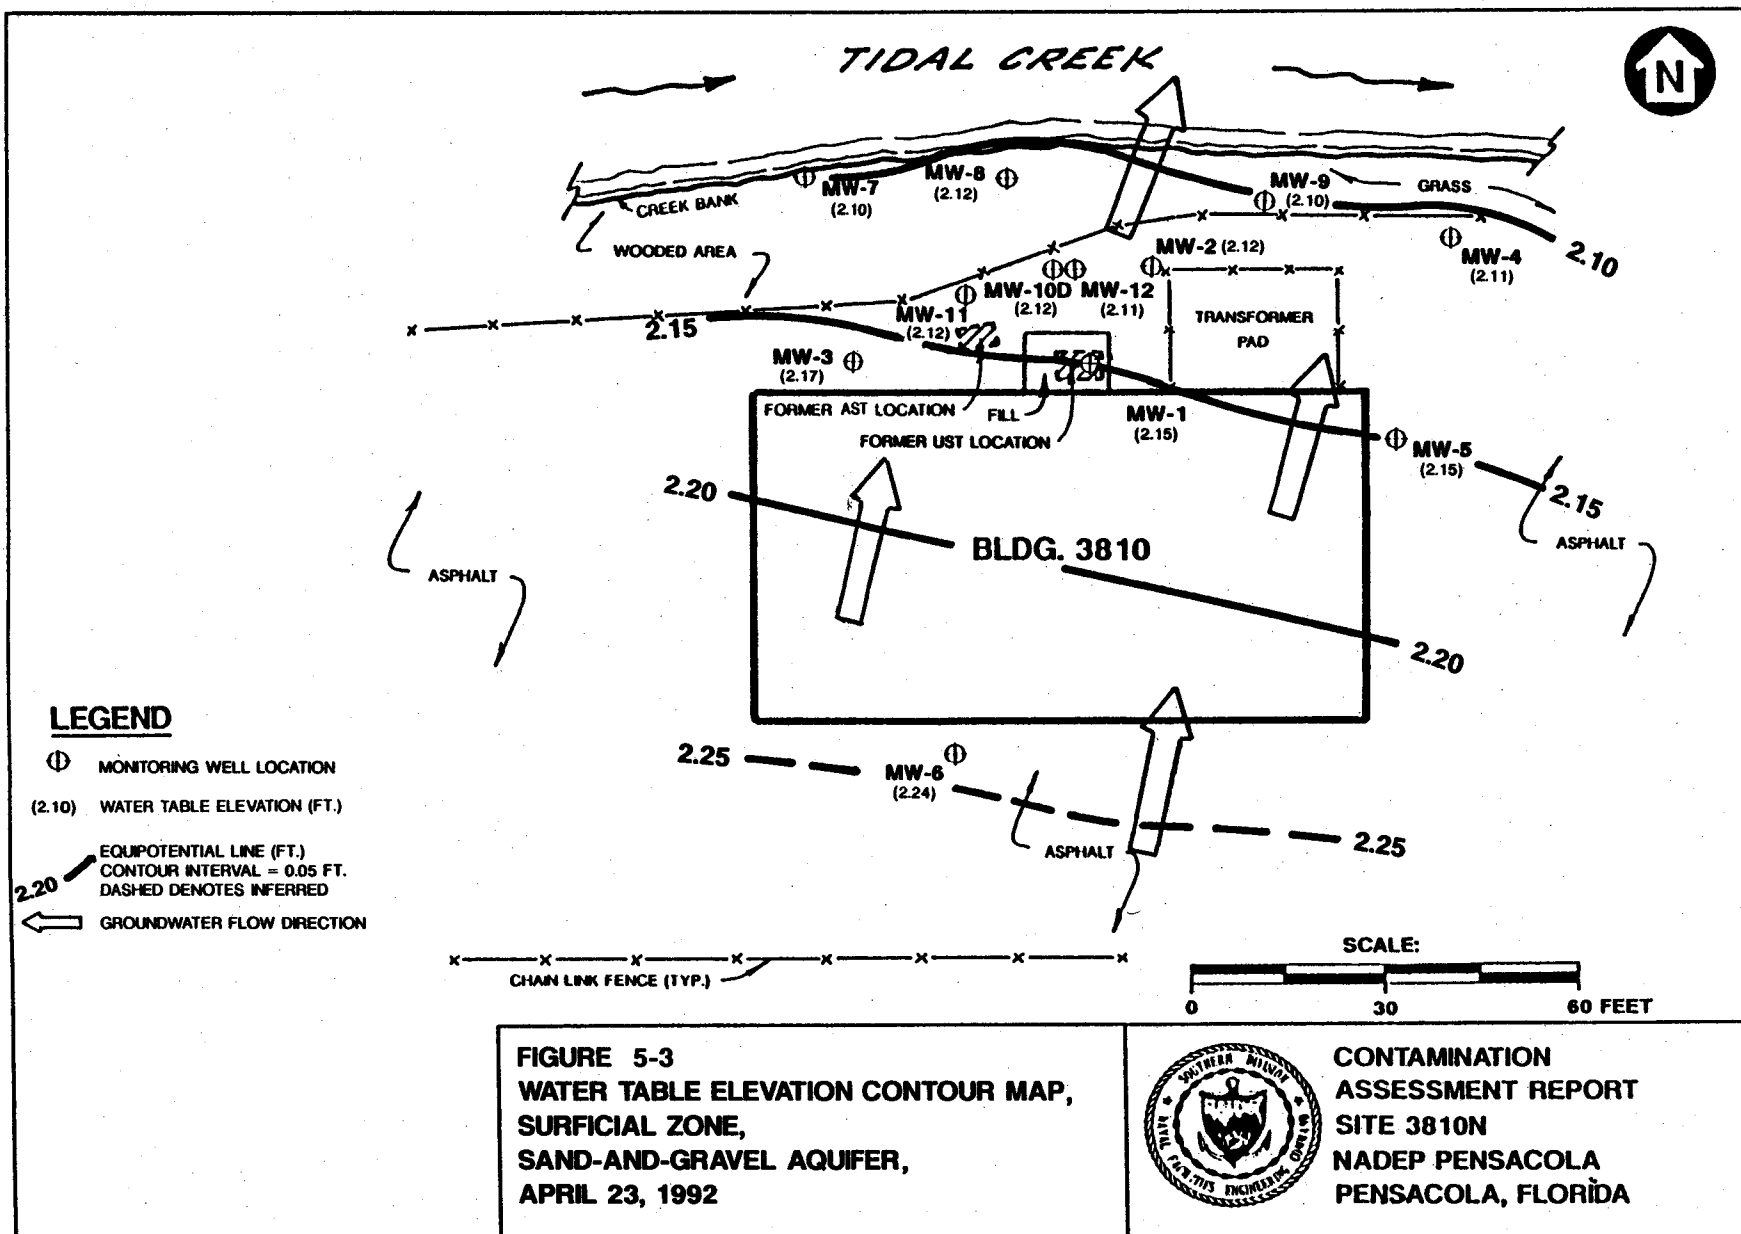 TIDAL CREEK
N
MW-7
(2.10)
MW-8
(2.12)
MW-9
(2.10)
GRASS
CREEK BANK
WOODED AREA
MW-2 (2.12)
MW-4
(2.11)
2.10
MW-10D
(2.12)
MW-12
(2.11)
MW-11
(2.12)
2.15
TRANSFORMER
PAD
MW-3
(2.17)
FORMER AST LOCATION
FILL
MW-1
(2.15)
FORMER UST LOCATION
MW-5
(2.15)
2.15
2.20
BLDG. 3810
ASPHALT
ASPHALT
2.20
2.25
MW-6
(2.24)
ASPHALT
2.25
LEGEND
MONITORING WELL LOCATION
(2.10) WATER TABLE ELEVATION (FT.)
2.20
EQUIPOTENTIAL LINE (FT.)
CONTOUR INTERVAL = 0.05 FT.
DASHED DENOTES INFERRED
GROUNDWATER FLOW DIRECTION
CHAIN LINK FENCE (TYP.)
SCALE:
0 30 60 FEET
FIGURE 5-3
WATER TABLE ELEVATION CONTOUR MAP,
SURFICIAL ZONE,
SAND-AND-GRAVEL AQUIFER,
APRIL 23, 1992
SOUTHERN DIVISION
NAVAL FACILITIES ENGINEERING
CONTAMINATION
ASSESSMENT REPORT
SITE 3810N
NADEP PENSACOLA
PENSACOLA, FLORIDA